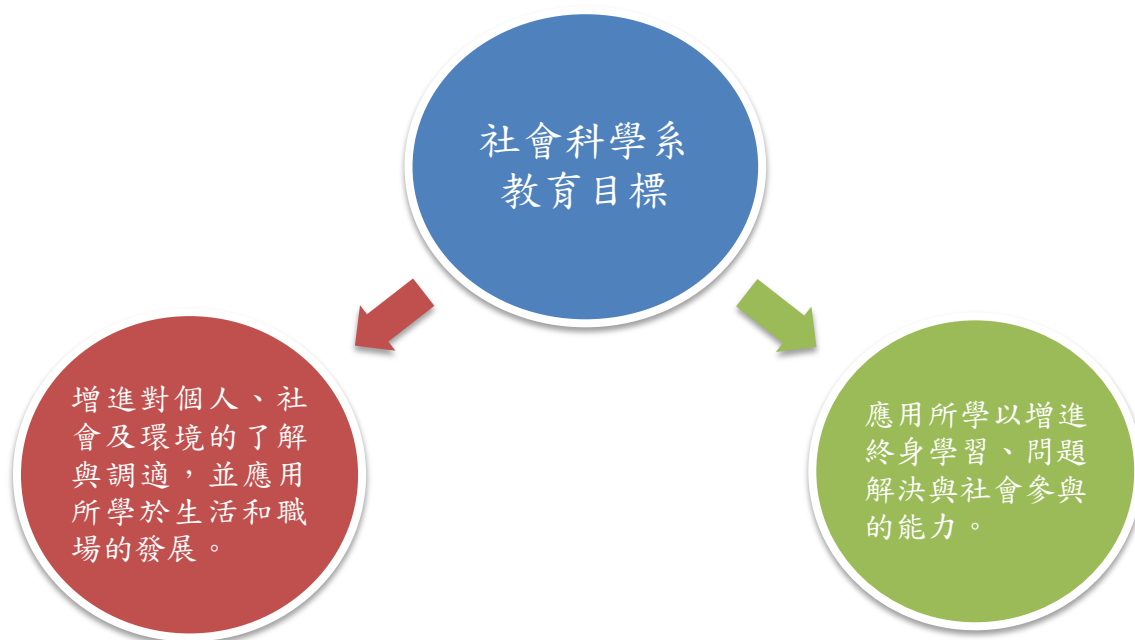 社會科學系
教育目標
增進對個人、社
會及環境的了解
與調適，並應用
所學於生活和職
場的發展。
應用所學以增進
終身學習、問題
解決與社會參與
的能力。